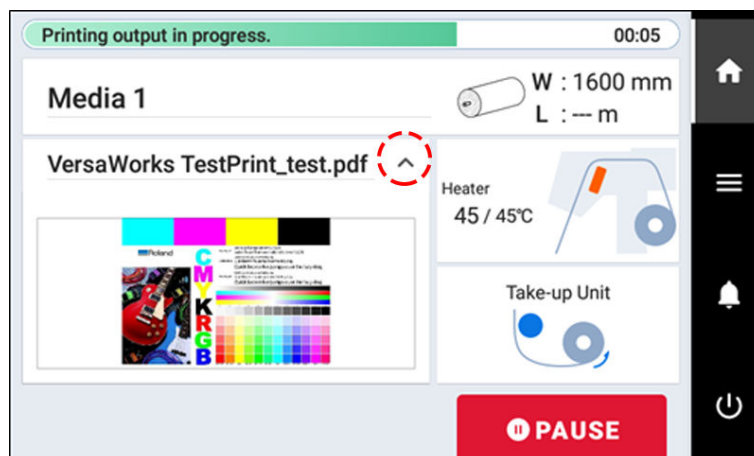 Printing output in progress. 00:05
Media 1
W : 1600 mm
L : --- m
VersaWorks TestPrint_test.pdf
Heater
45 / 45℃
Roland
C
M
Y
K
R
G
B
Take-up Unit
PAUSE